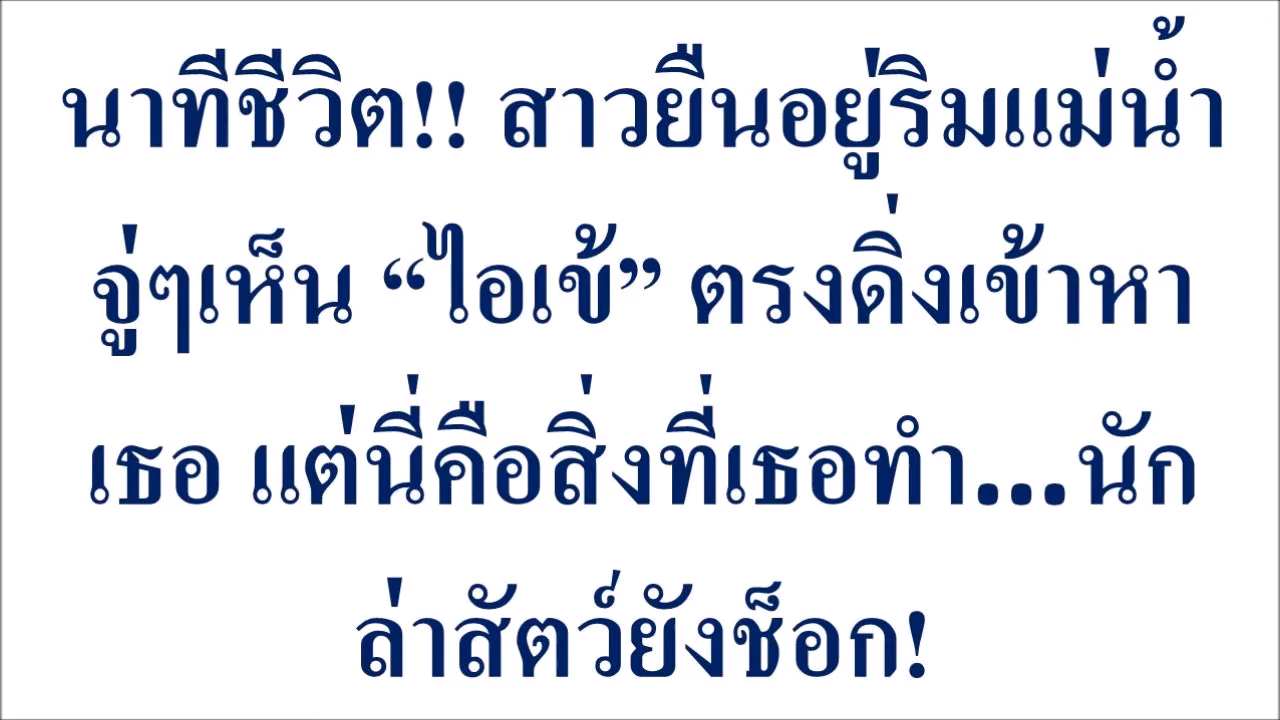 นาทีชีวิต!! สาวยืนอยู่ริมแม่น้ำ
จู่ๆเห็น “ไอเข้” ตรงดิ่งเข้าหา
เธอ แต่นี่คือสิ่งที่เธอทำ...นัก
ล่าสัตว์ยังช็อก!